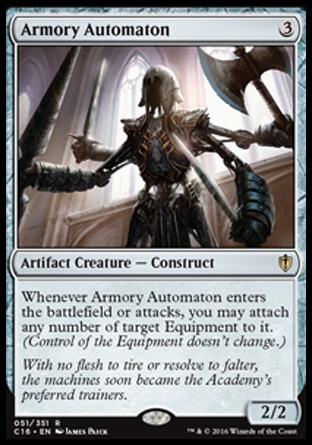 Armory Automaton 3
Artifact Creature — Construct
Whenever Armory Automaton enters
the battlefield or attacks, you may attach
any number of target Equipment to it.
(Control of the Equipment doesn't change.)
With no flesh to tire or resolve to falter,
the machines soon became the Academy's
preferred trainers.
2/2
051/351 R
C16 • EN James Paick
™ & © 2016 Wizards of the Coast